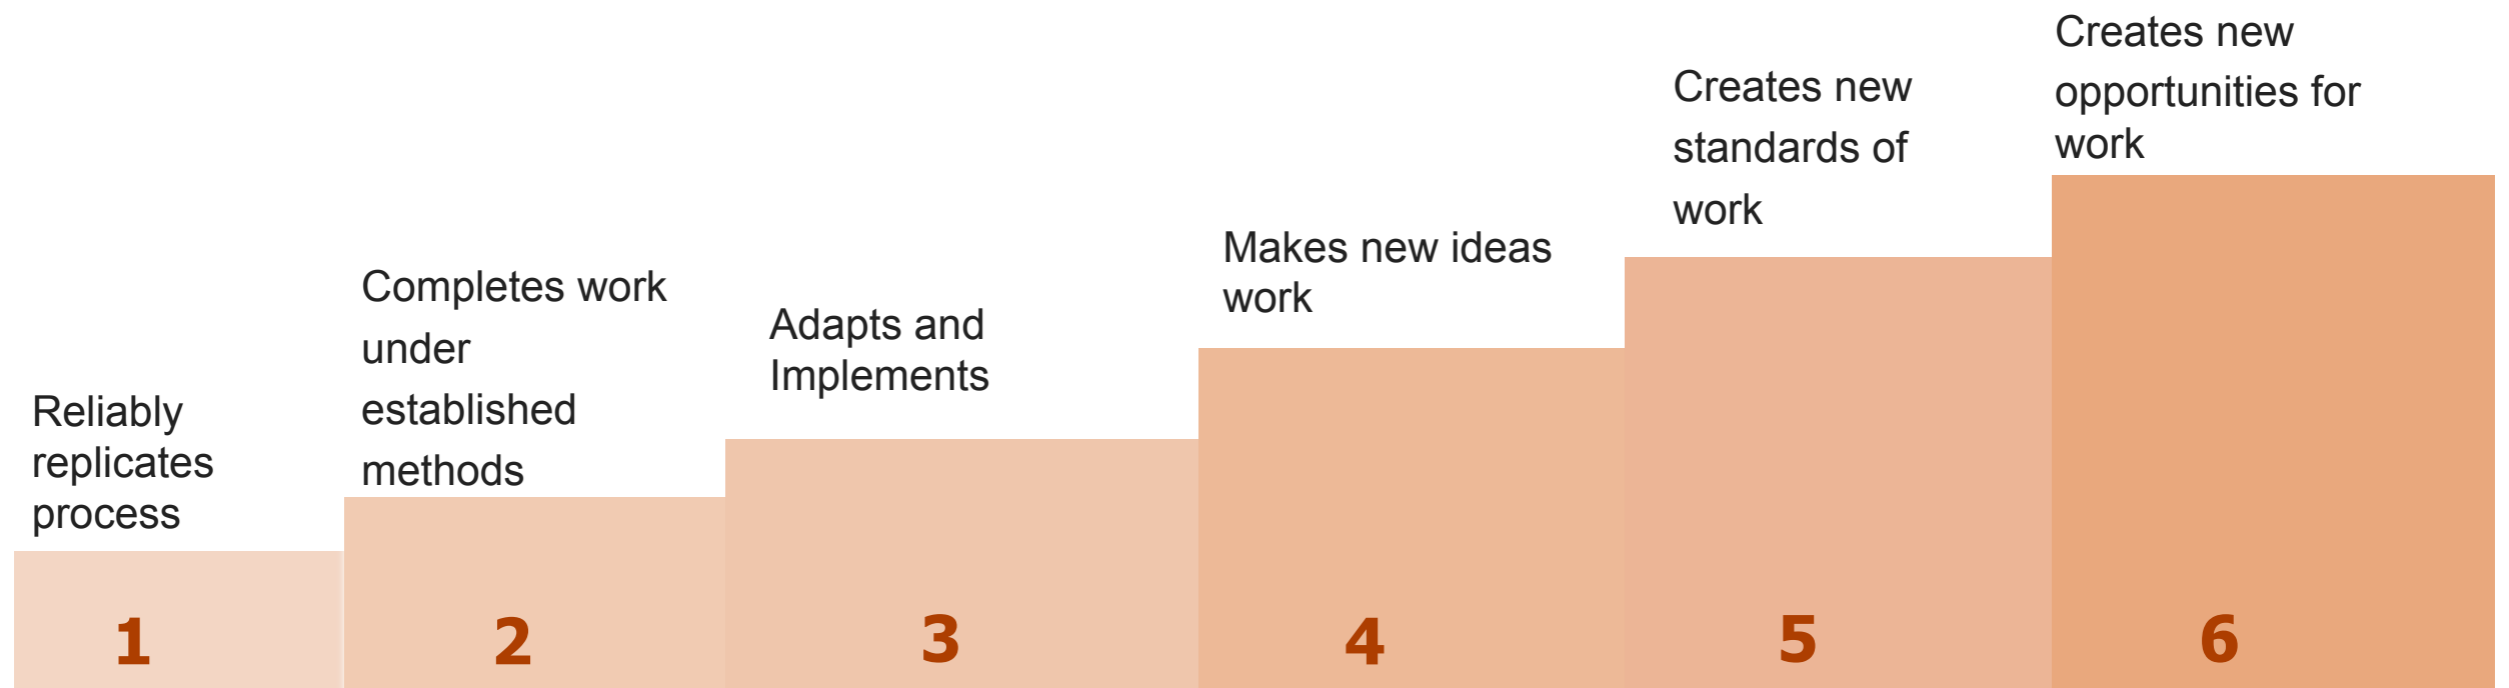 Reliably
replicates
process
1
Completes work
under
established
methods
2
Adapts and
Implements
3
Makes new ideas
work
4
Creates new
standards of
work
5
Creates new
opportunities for
work
6